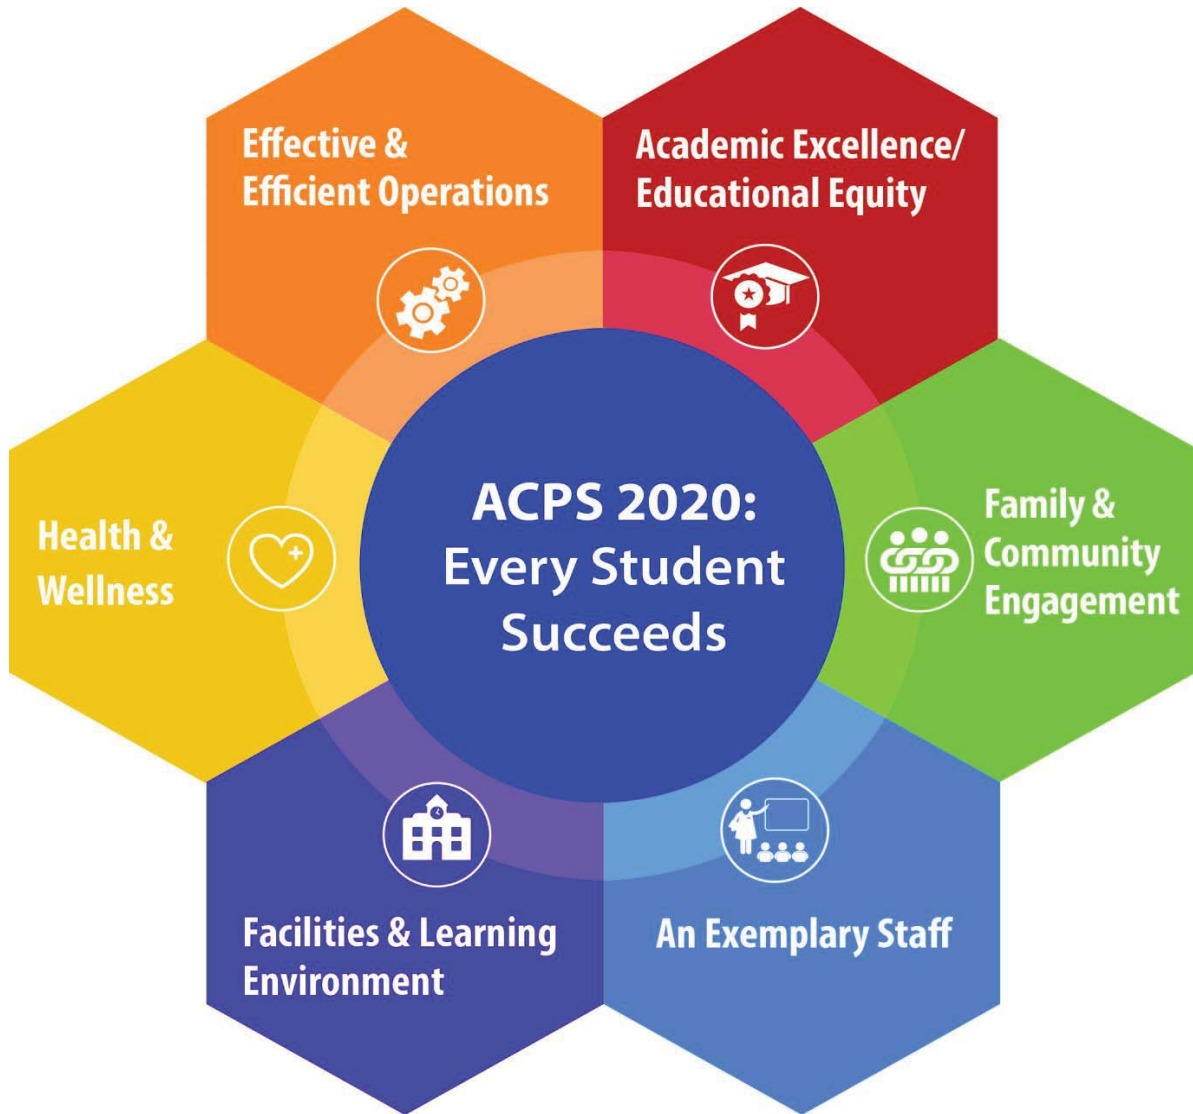 Effective &
Efficient Operations
Academic Excellence/
Educational Equity
Health &
Wellness
ACPS 2020:
Every Student
Succeeds
Family &
Community
Engagement
Facilities & Learning
Environment
An Exemplary Staff